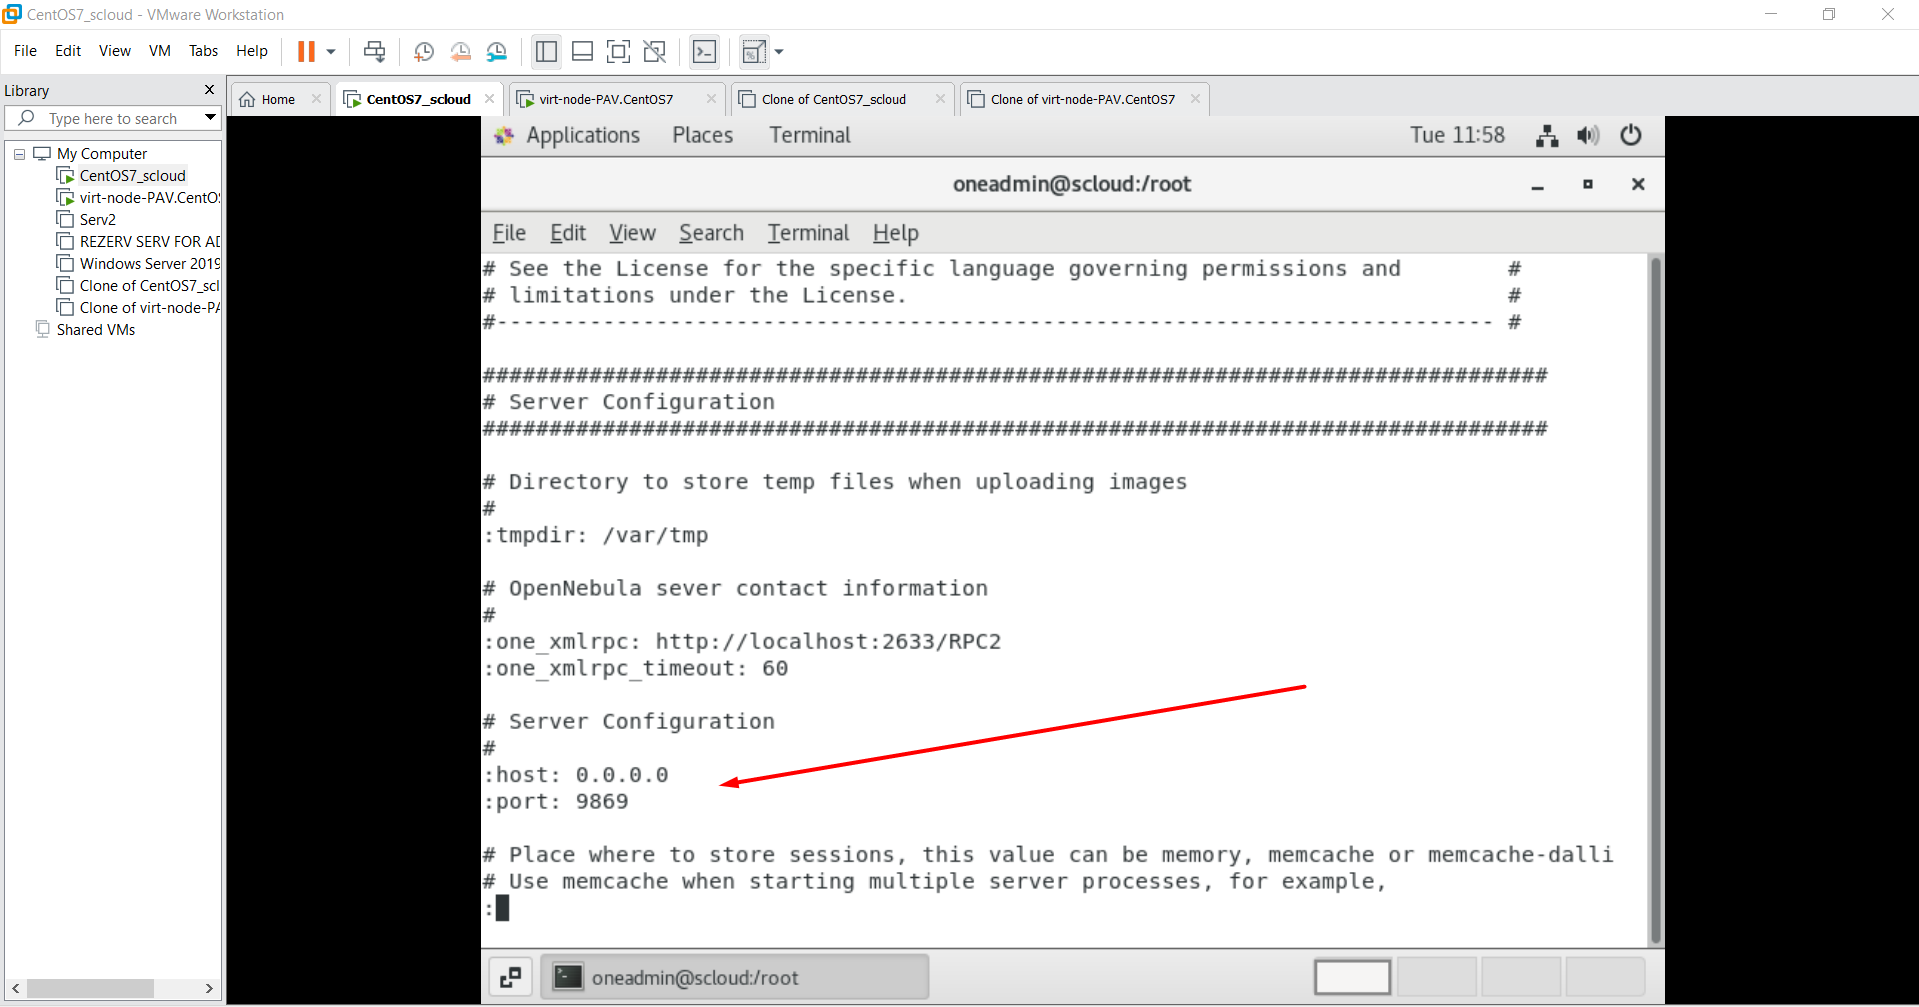 CentOS7_scloud - VMware Workstation
File Edit View VM Tabs Help
Library
Type here to search
My Computer
CentOS7_scloud
virt-node-PAV.CentO
Serv2
REZERV SERV FOR AD
Windows Server 2019
Clone of CentOS7_scl
Clone of virt-node-PA
Shared VMs
Home CentOS7_scloud virt-node-PAV.CentOS7 Clone of CentOS7_scloud Clone of virt-node-PAV.CentOS7
Applications Places Terminal Tue 11:58
oneadmin@scloud:/root
File Edit View Search Terminal Help
# See the License for the specific language governing permissions and        #
# limitations under the License.                                             #
#--------------------------------------------------------------------------- #
################################################################################
# Server Configuration
################################################################################
# Directory to store temp files when uploading images
#
:tmpdir: /var/tmp
# OpenNebula sever contact information
#
:one_xmlrpc: http://localhost:2633/RPC2
:one_xmlrpc_timeout: 60
# Server Configuration
#
:host: 0.0.0.0
:port: 9869
# Place where to store sessions, this value can be memory, memcache or memcache-dalli
# Use memcache when starting multiple server processes, for example,
:
oneadmin@scloud:/root